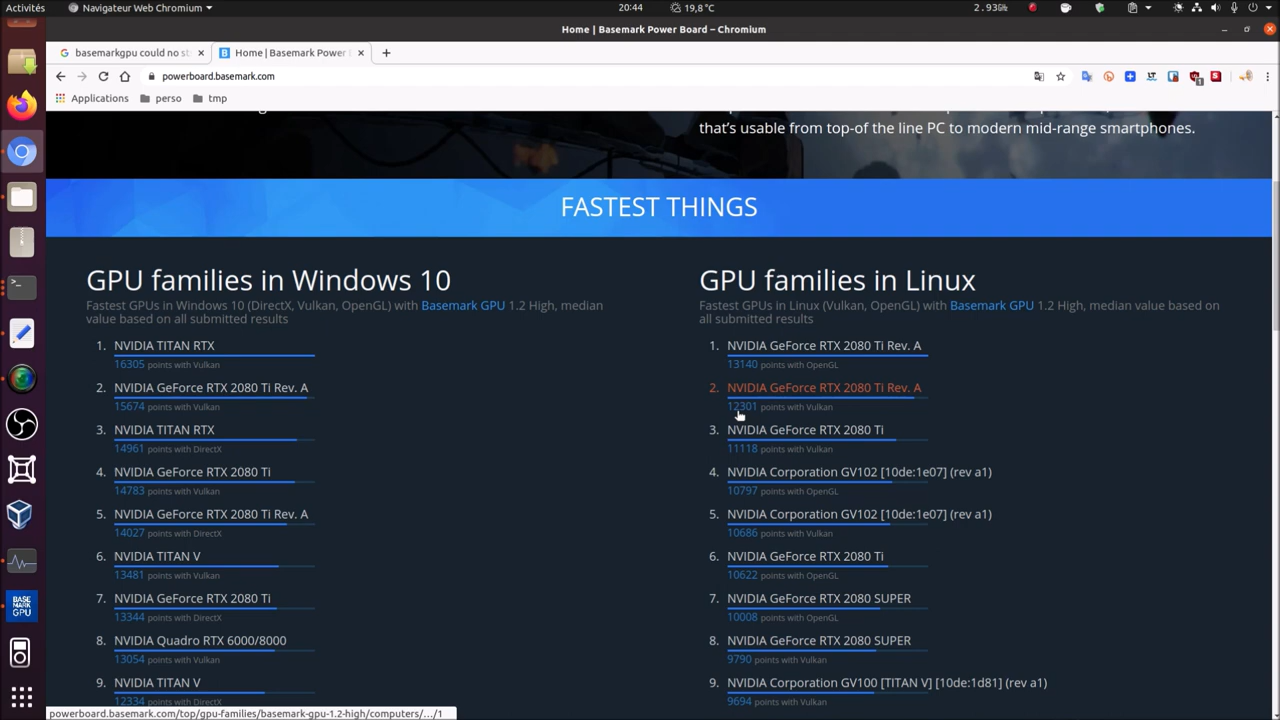 Activités
Navigateur Web Chromium
20:44
19,8 °C
2.93G
Home | Basemark Power Board – Chromium
basemarkgpu could no st
Home | Basemark Power B
powerboard.basemark.com
Applications
perso
tmp
that's usable from top-of the line PC to modern mid-range smartphones.
FASTEST THINGS
GPU families in Windows 10
Fastest GPUs in Windows 10 (DirectX, Vulkan, OpenGL) with Basemark GPU 1.2 High, median
value based on all submitted results
1. NVIDIA TITAN RTX
16305 points with Vulkan
2. NVIDIA GeForce RTX 2080 Ti Rev. A
15674 points with Vulkan
3. NVIDIA TITAN RTX
14961 points with DirectX
4. NVIDIA GeForce RTX 2080 Ti
14783 points with Vulkan
5. NVIDIA GeForce RTX 2080 Ti Rev. A
14027 points with DirectX
6. NVIDIA TITAN V
13481 points with Vulkan
7. NVIDIA GeForce RTX 2080 Ti
13344 points with DirectX
8. NVIDIA Quadro RTX 6000/8000
13054 points with Vulkan
9. NVIDIA TITAN V
12334 points with DirectX
GPU families in Linux
Fastest GPUs in Linux (Vulkan, OpenGL) with Basemark GPU 1.2 High, median value based on
all submitted results
1. NVIDIA GeForce RTX 2080 Ti Rev. A
13140 points with OpenGL
2. NVIDIA GeForce RTX 2080 Ti Rev. A
12301 points with Vulkan
3. NVIDIA GeForce RTX 2080 Ti
11118 points with Vulkan
4. NVIDIA Corporation GV102 [10de:1e07] (rev a1)
10797 points with OpenGL
5. NVIDIA Corporation GV102 [10de:1e07] (rev a1)
10686 points with Vulkan
6. NVIDIA GeForce RTX 2080 Ti
10622 points with OpenGL
7. NVIDIA GeForce RTX 2080 SUPER
10008 points with OpenGL
8. NVIDIA GeForce RTX 2080 SUPER
9790 points with Vulkan
9. NVIDIA Corporation GV100 [TITAN V] [10de:1d81] (rev a1)
9694 points with Vulkan
BASE
MARK
GPU
powerboard.basemark.com/top/gpu-families/basemark-gpu-1.2-high/computers/.../1